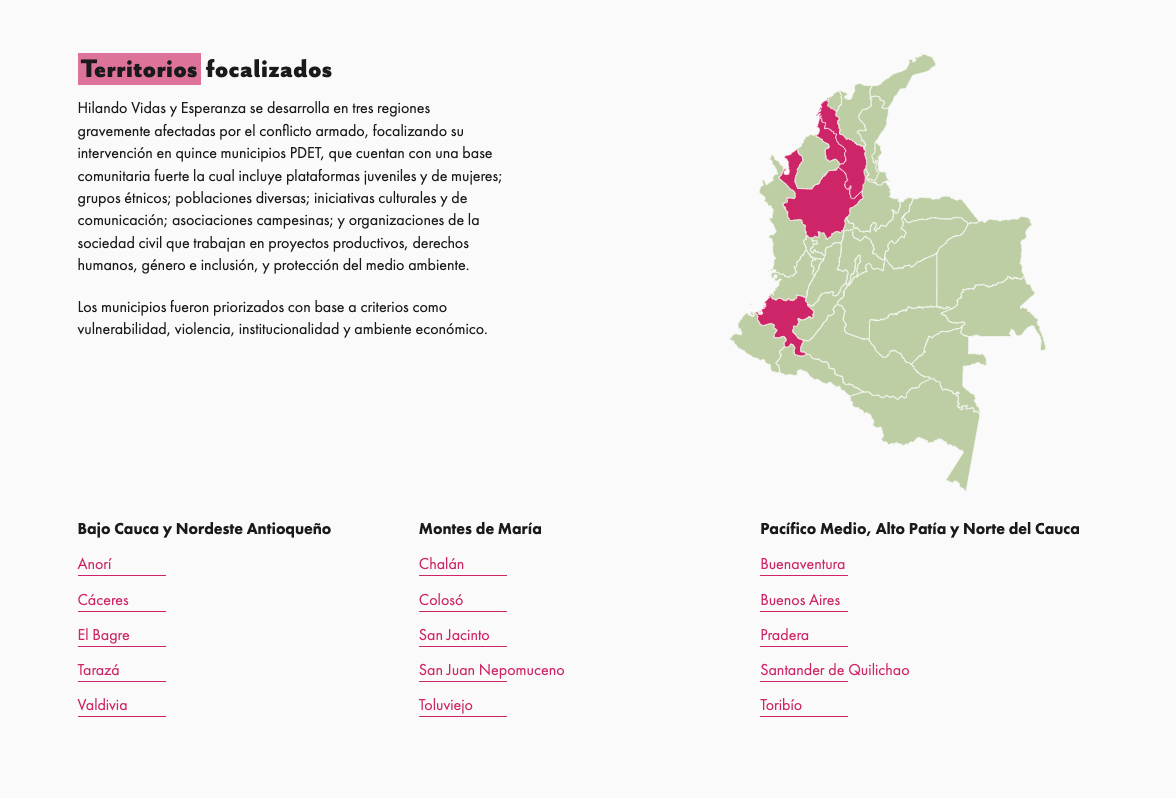 Territorios focalizados
Hilando Vidas y Esperanza se desarrolla en tres regiones
gravemente afectadas por el conflicto armado, focalizando su
intervención en quince municipios PDET, que cuentan con una base
comunitaria fuerte la cual incluye plataformas juveniles y de mujeres;
grupos étnicos; poblaciones diversas; iniciativas culturales y de
comunicación; asociaciones campesinas; y organizaciones de la
sociedad civil que trabajan en proyectos productivos, derechos
humanos, género e inclusión, y protección del medio ambiente.
Los municipios fueron priorizados con base a criterios como
vulnerabilidad, violencia, institucionalidad y ambiente económico.
Bajo Cauca y Nordeste Antioqueño
Anorí
Cáceres
El Bagre
Tarazá
Valdivia
Montes de María
Chalán
Colosó
San Jacinto
San Juan Nepomuceno
Toluviejo
Pacífico Medio, Alto Patía y Norte del Cauca
Buenaventura
Buenos Aires
Pradera
Santander de Quilichao
Toribío